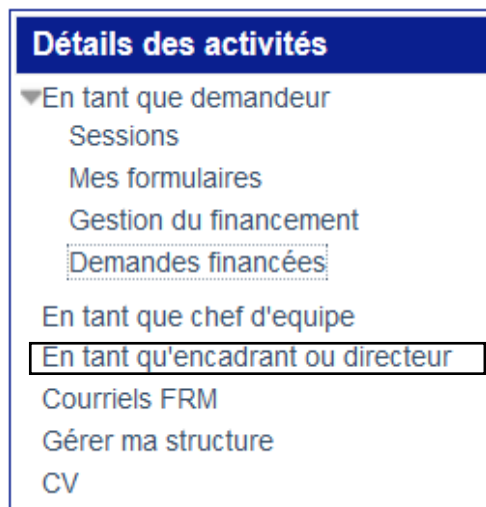 Détails des activités
En tant que demandeur
Sessions
Mes formulaires
Gestion du financement
Demandes financées
En tant que chef d'equipe
En tant qu'encadrant ou directeur
Courriels FRM
Gérer ma structure
CV